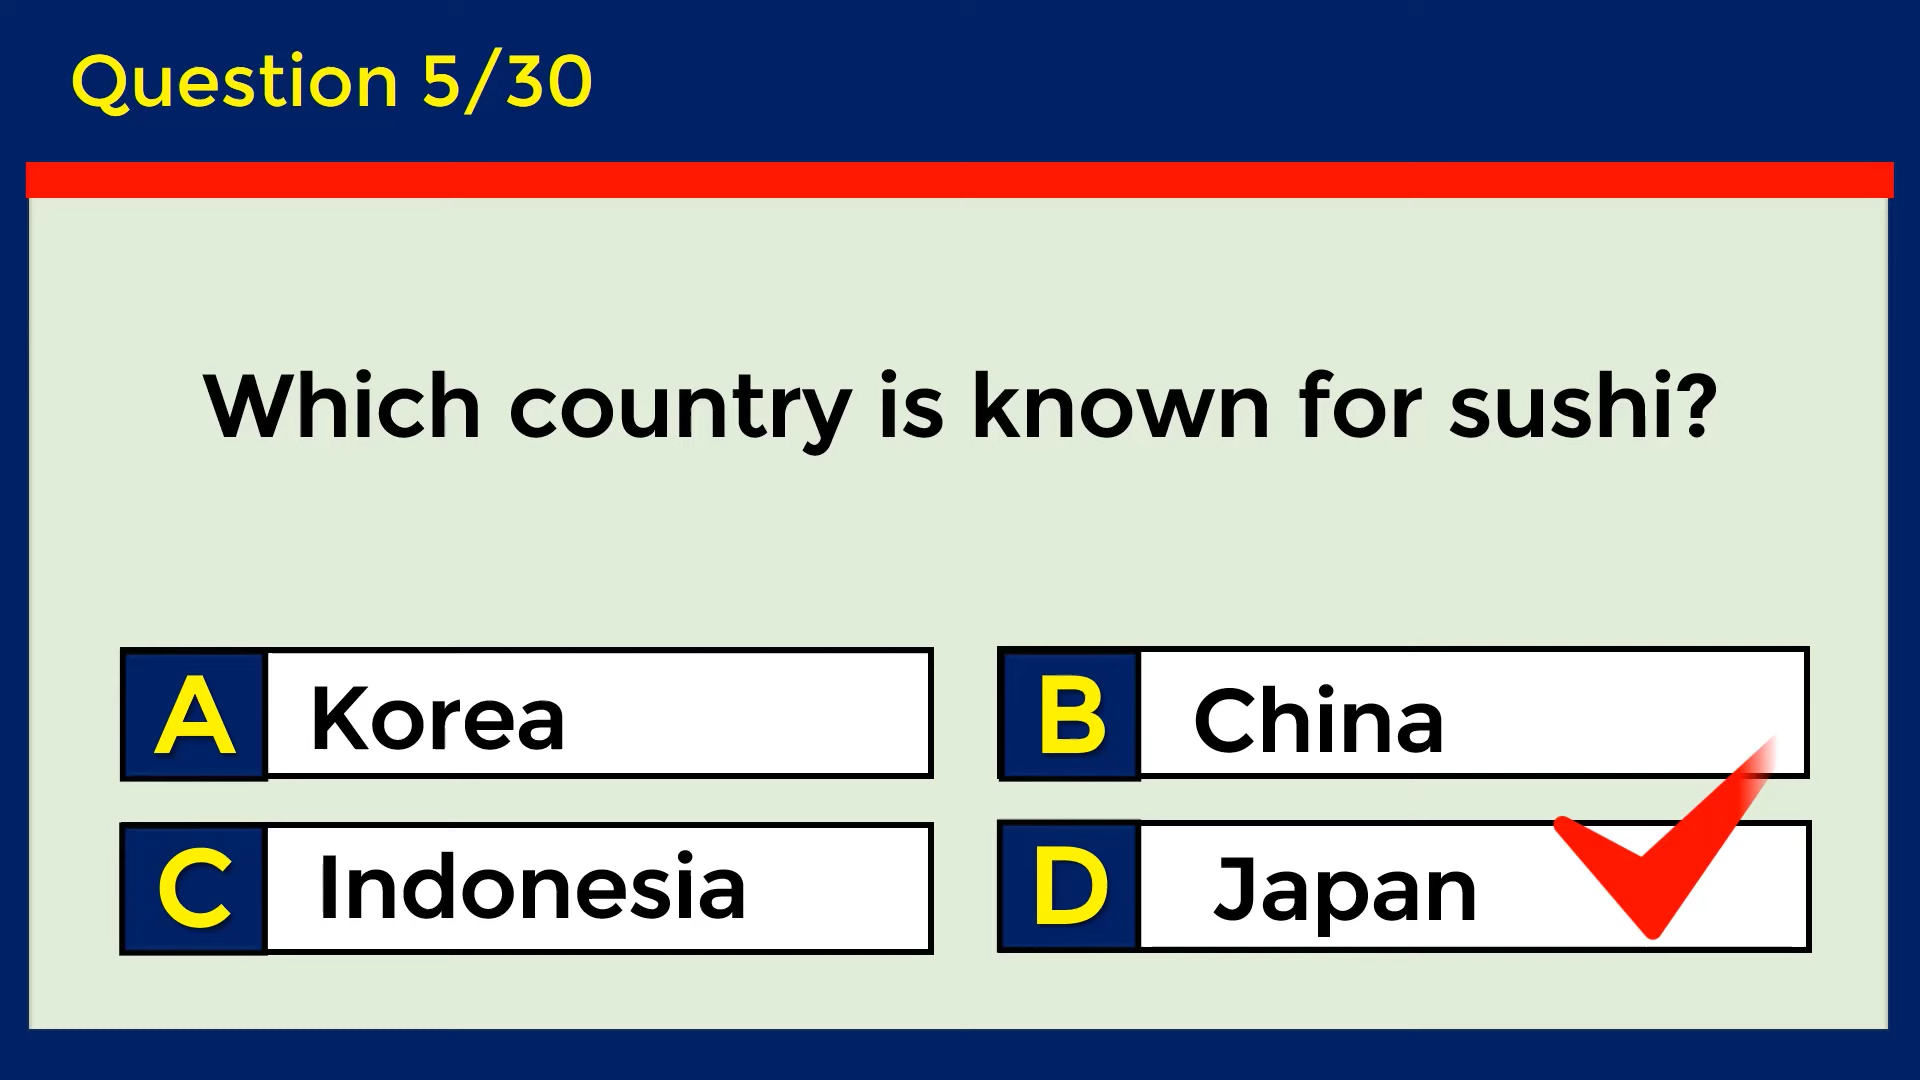 Question 5/30
Which country is known for sushi?
A Korea
B China
C Indonesia
D Japan